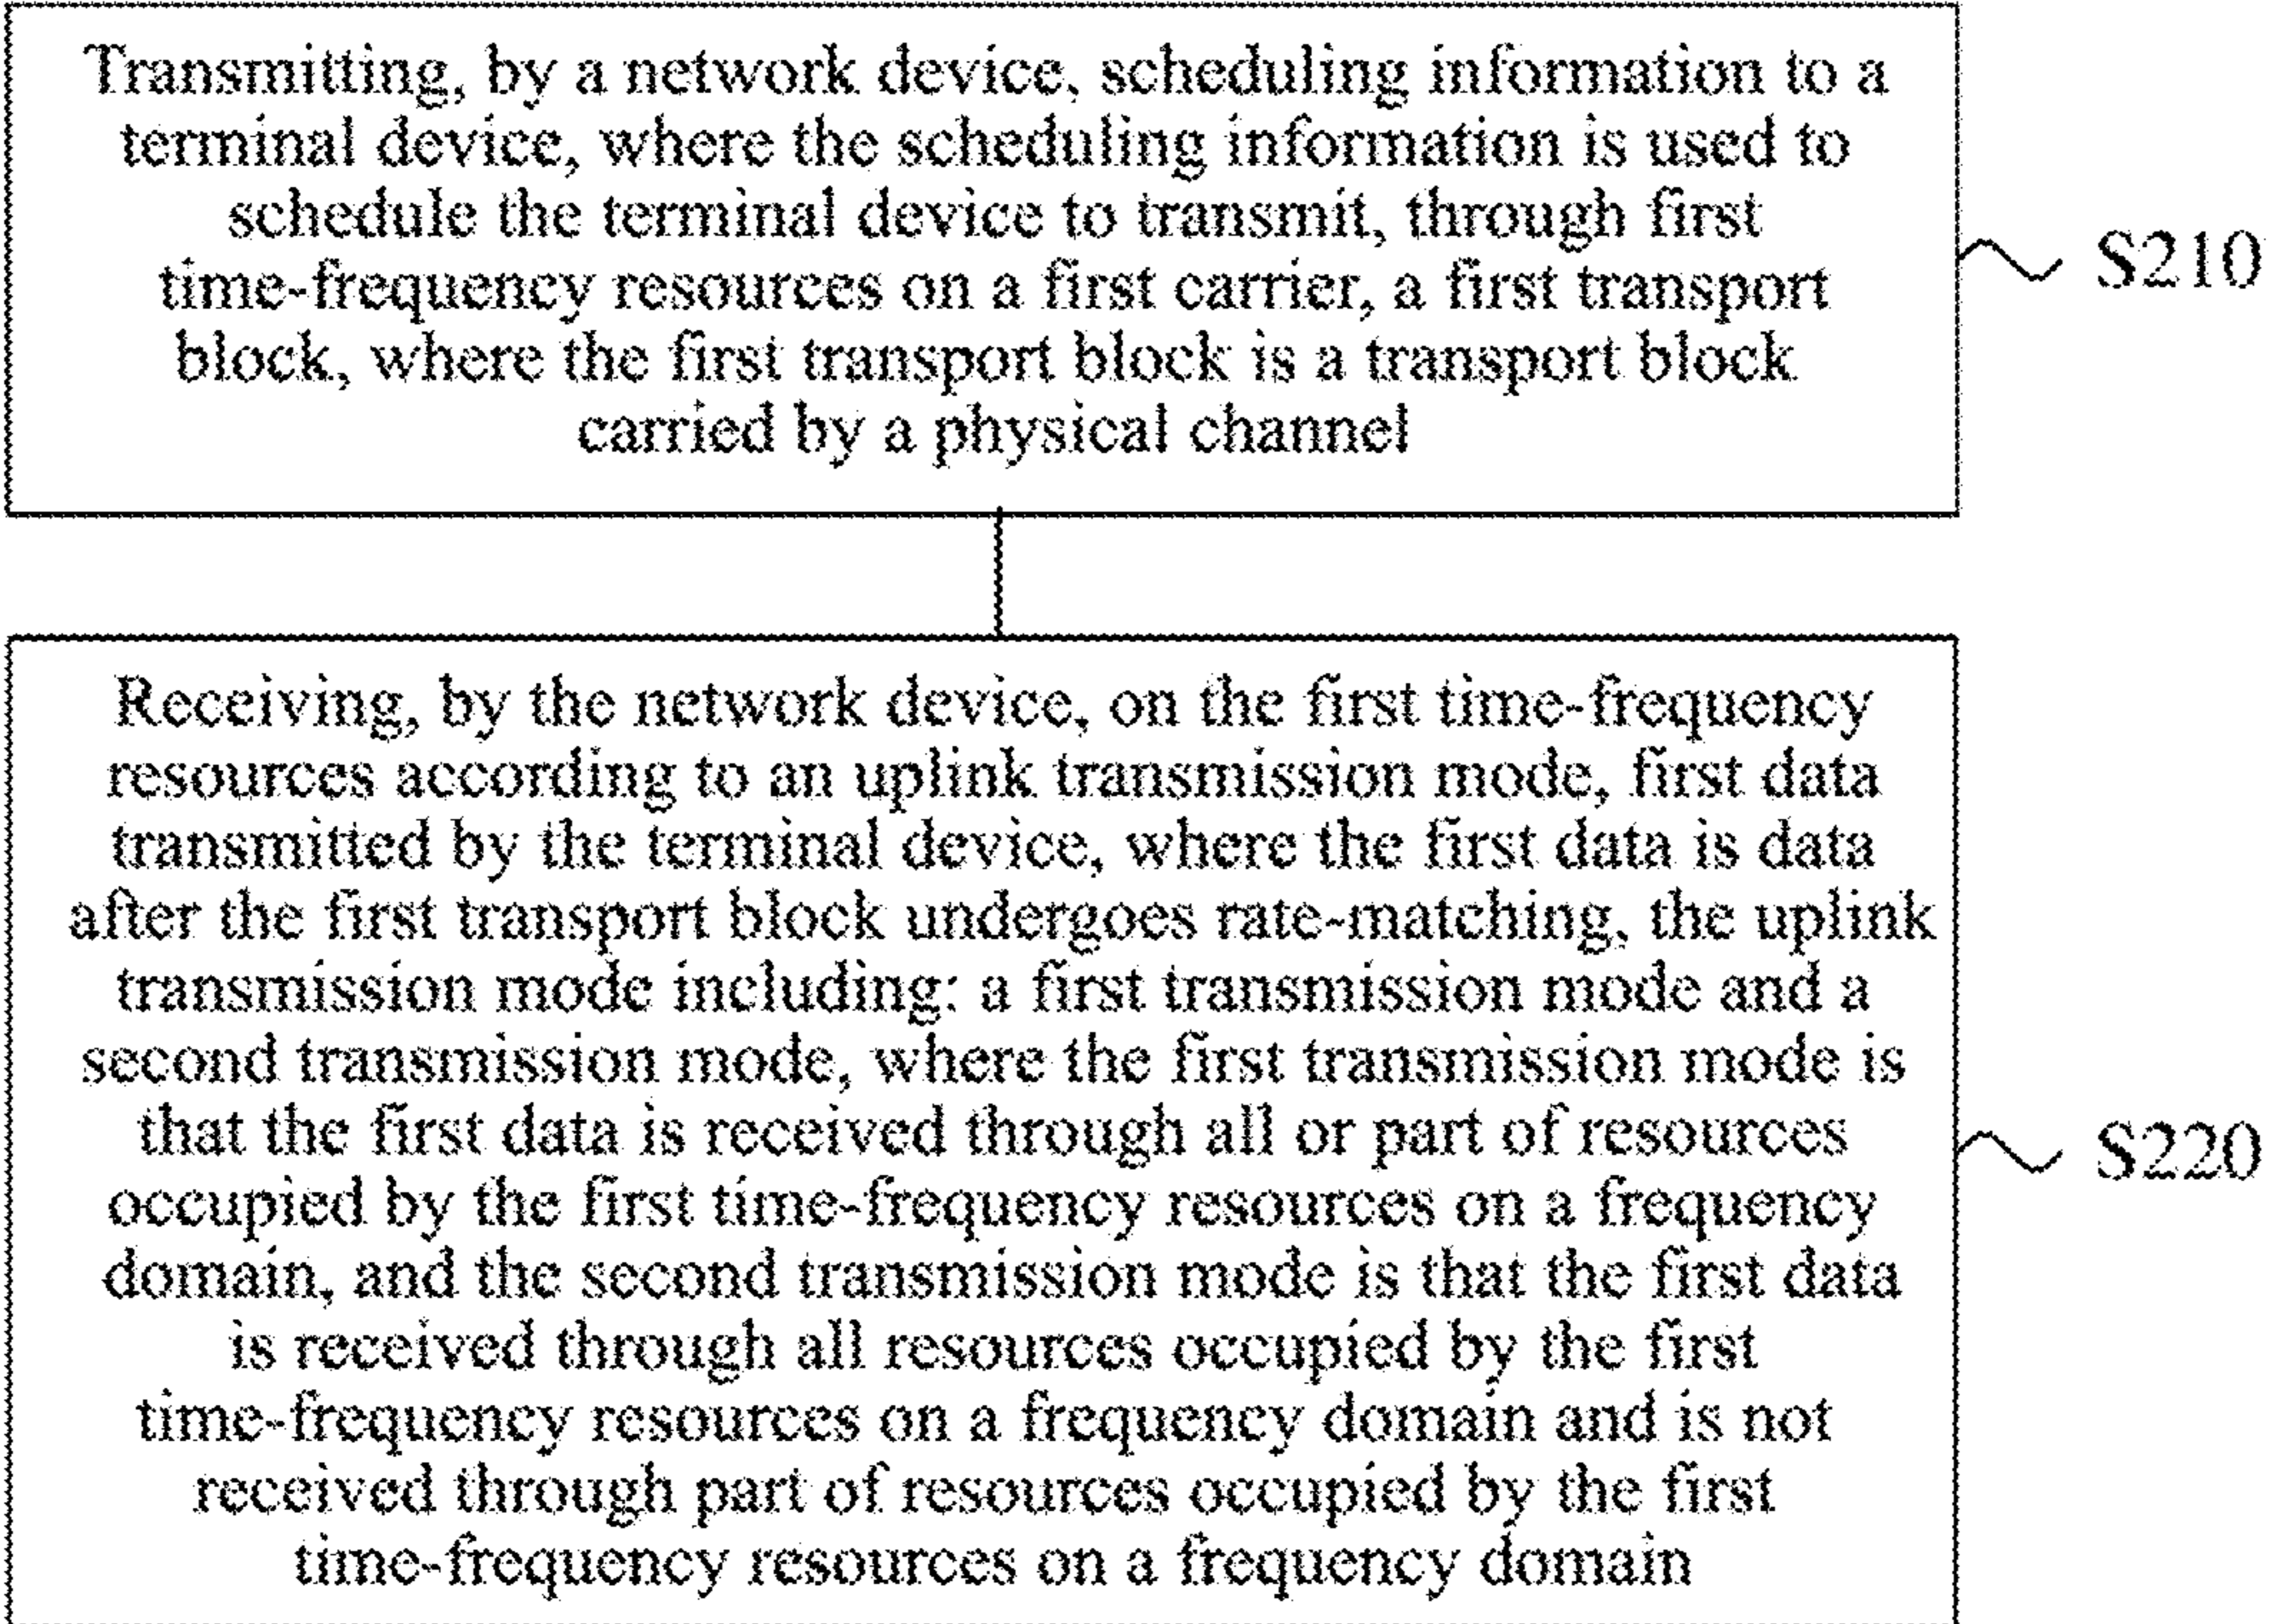 Transmitting, by a network device, scheduling information to a
terminal device, where the scheduling information is used to
schedule the terminal device to transmit, through first
time-frequency resources on a first carrier, a first transport
block, where the first transport block is a transport block
carried by a physical channel
S210
Receiving, by the network device, on the first time-frequency
resources according to an uplink transmission mode, first data
transmitted by the terminal device, where the first data is data
after the first transport block undergoes rate-matching, the uplink
transmission mode including: a first transmission mode and a
second transmission mode, where the first transmission mode is
that the first data is received through all or part of resources
occupied by the first time-frequency resources on a frequency
domain, and the second transmission mode is that the first data
is received through all resources occupied by the first
time-frequency resources on a frequency domain and is not
received through part of resources occupied by the first
time-frequency resources on a frequency domain
S220